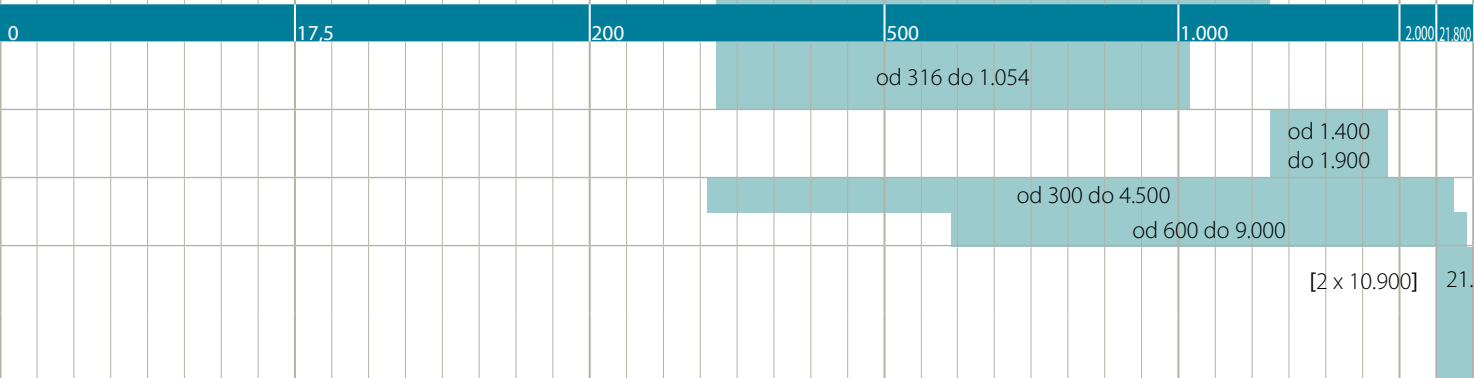 0 17,5 200 500 1.000 2.000 21.800
od 316 do 1.054
od 1.400
do 1.900
od 300 do 4.500
od 600 do 9.000
[2 x 10.900] 21.